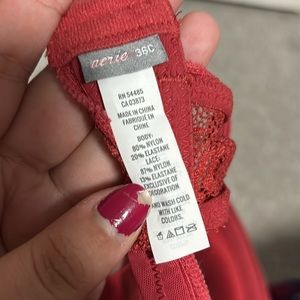 aerie 36C
RN 54485
CA 03873
MADE IN CHINA
FABRIQUÉ EN
CHINE
BODY:
80% NYLON
20% ELASTANE
LACE:
87% NYLON
13% ELASTANE
EXCLUSIVE OF
DECORATION
HAND WASH COLD
WITH LIKE
COLORS.